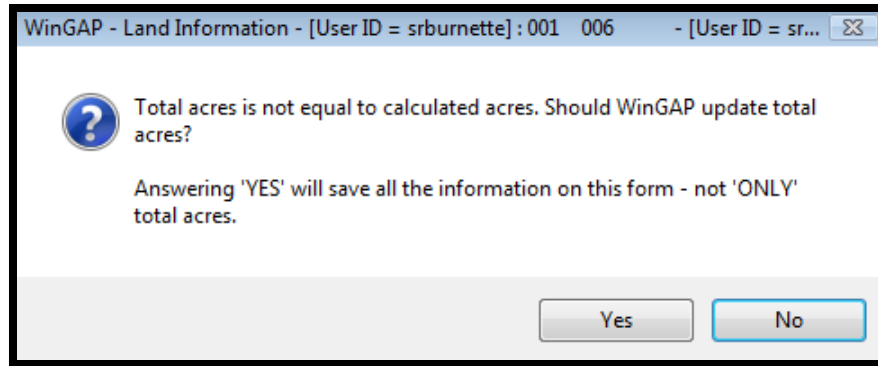 WinGAP - Land Information - [User ID = srburnette] : 001 006 - [User ID = sr...
Total acres is not equal to calculated acres. Should WinGAP update total
acres?
Answering 'YES' will save all the information on this form - not 'ONLY'
total acres.
Yes No